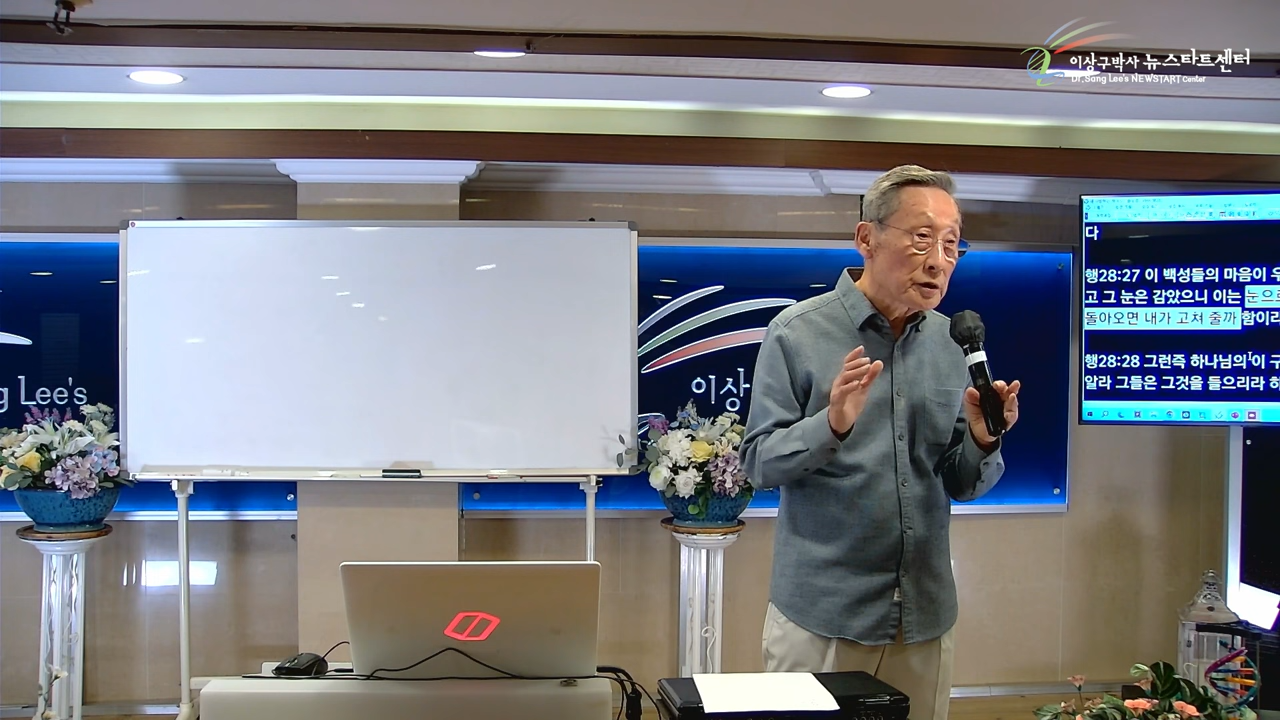 이상구박사 뉴스타트센터
Dr.Sang Lee's NEWSTART Center
다
행28:27 이 백성들의 마음이 우
고 그 눈은 감았으니 이는 눈으로
돌아오면 내가 고쳐 줄까 함이라
행28:28 그런즉 하나님의 이 구
알라 그들은 그것을 들으리라 하
g Lee's
이상